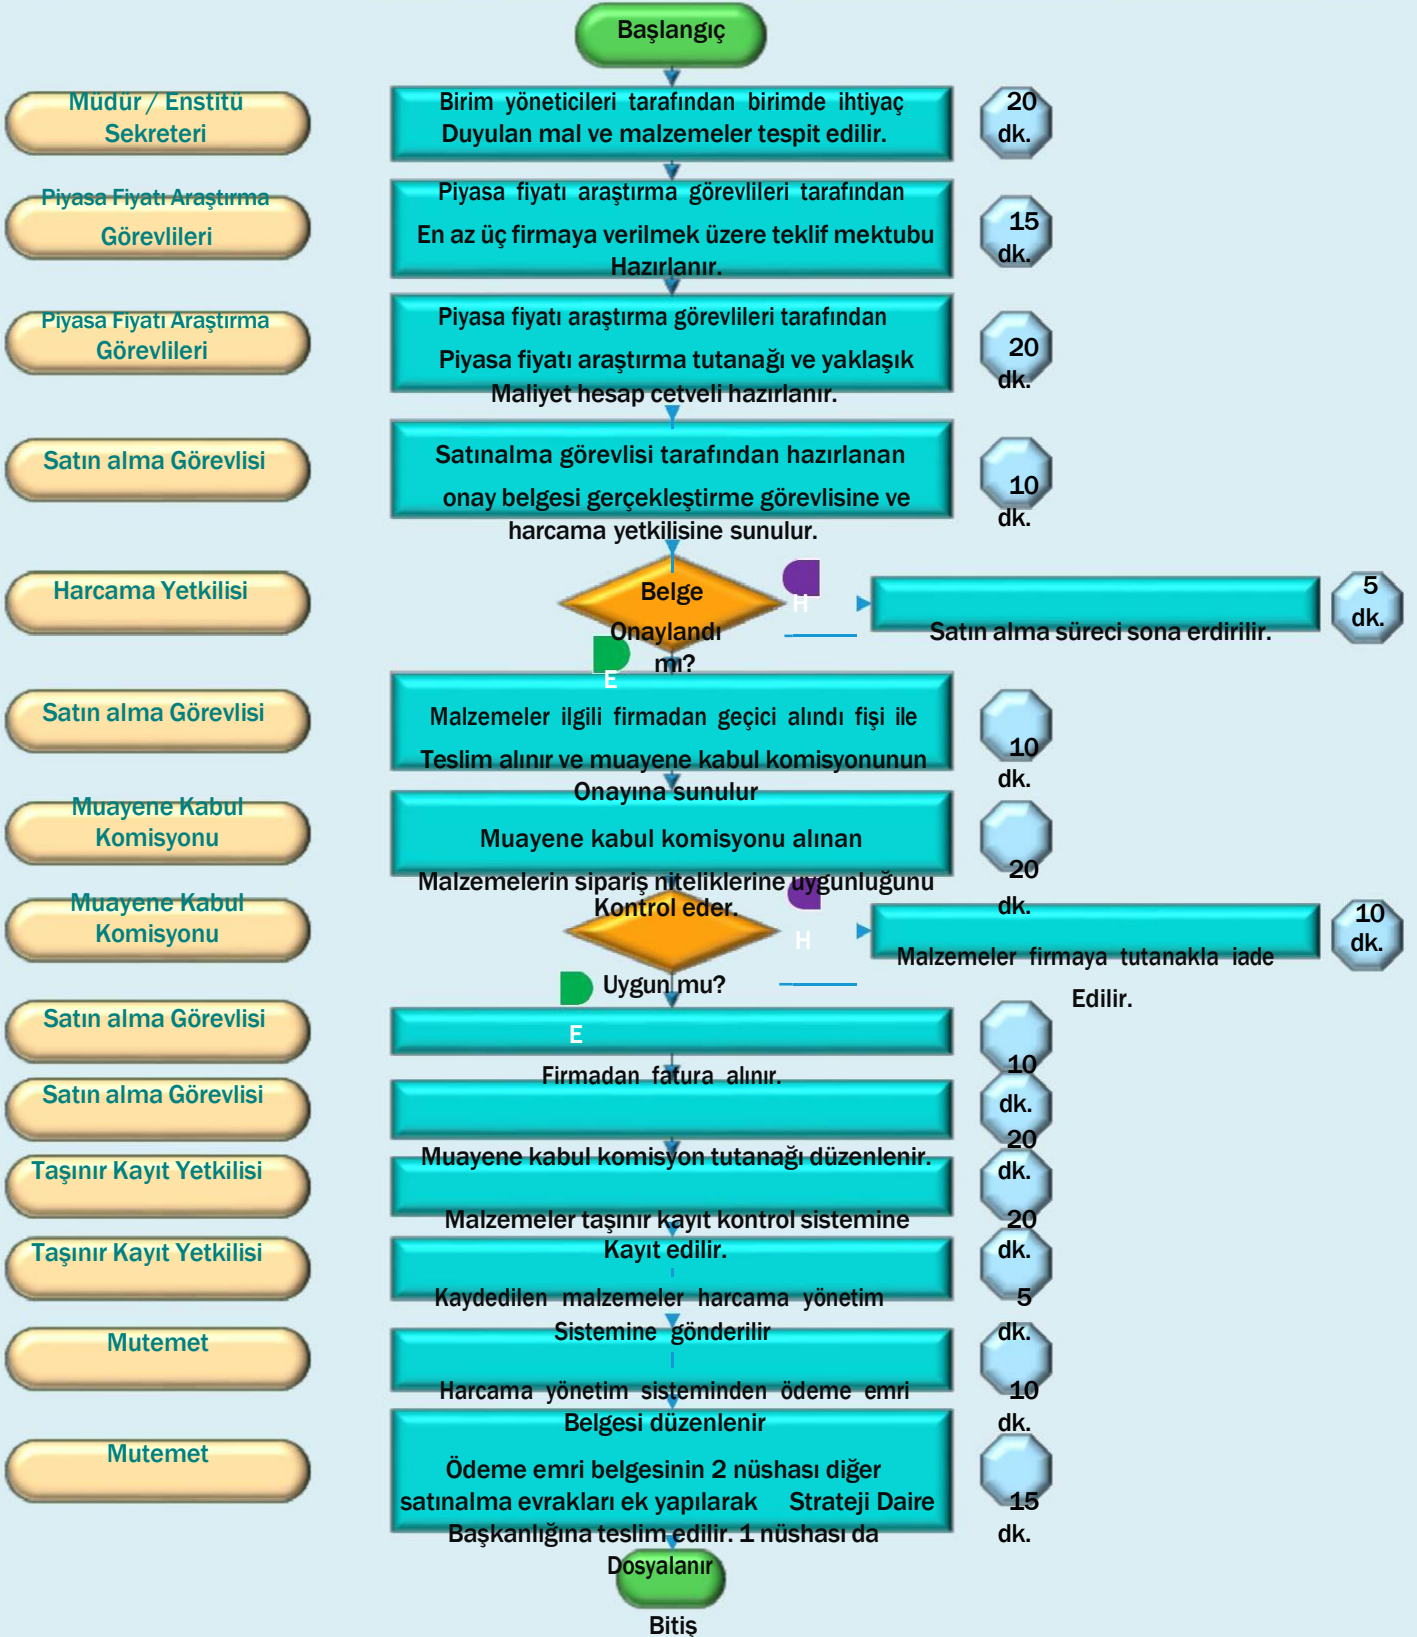 Başlangıç
Müdür / Enstitü
Sekreteri
Birim yöneticileri tarafından birimde ihtiyaç
Duyulan mal ve malzemeler tespit edilir.
20
dk.
Piyasa Fiyatı Araştırma
Görevlileri
Piyasa fiyatı araştırma görevlileri tarafından
En az üç firmaya verilmek üzere teklif mektubu
Hazırlanır.
15
dk.
Piyasa Fiyatı Araştırma
Görevlileri
Piyasa fiyatı araştırma görevlileri tarafından
Piyasa fiyatı araştırma tutanağı ve yaklaşık
Maliyet hesap cetveli hazırlanır.
20
dk.
Satın alma Görevlisi
Satınalma görevlisi tarafından hazırlanan
onay belgesi gerçekleştirme görevlisine ve
harcama yetkilisine sunulur.
10
dk.
Harcama Yetkilisi
Belge
Onaylandı
mı?
H
Satın alma süreci sona erdirilir.
5
dk.
E
Satın alma Görevlisi
Malzemeler ilgili firmadan geçici alındı fişi ile
Teslim alınır ve muayene kabul komisyonunun
Onayına sunulur
10
dk.
Muayene Kabul
Komisyonu
Muayene kabul komisyonu alınan
Malzemelerin sipariş niteliklerine uygunluğunu
Kontrol eder.
20
dk.
Muayene Kabul
Komisyonu
Uygun mu?
H
Malzemeler firmaya tutanakla iade
Edilir.
10
dk.
E
Satın alma Görevlisi
Firmadan fatura alınır.
10
dk.
Satın alma Görevlisi
Muayene kabul komisyon tutanağı düzenlenir.
20
dk.
Taşınır Kayıt Yetkilisi
Malzemeler taşınır kayıt kontrol sistemine
Kayıt edilir.
20
dk.
Taşınır Kayıt Yetkilisi
Kaydedilen malzemeler harcama yönetim
Sistemine gönderilir
5
dk.
Mutemet
Harcama yönetim sisteminden ödeme emri
Belgesi düzenlenir
10
dk.
Mutemet
Ödeme emri belgesinin 2 nüshası diğer
satınalma evrakları ek yapılarak Strateji Daire
Başkanlığına teslim edilir. 1 nüshası da
Dosyalanır
15
dk.
Bitiş